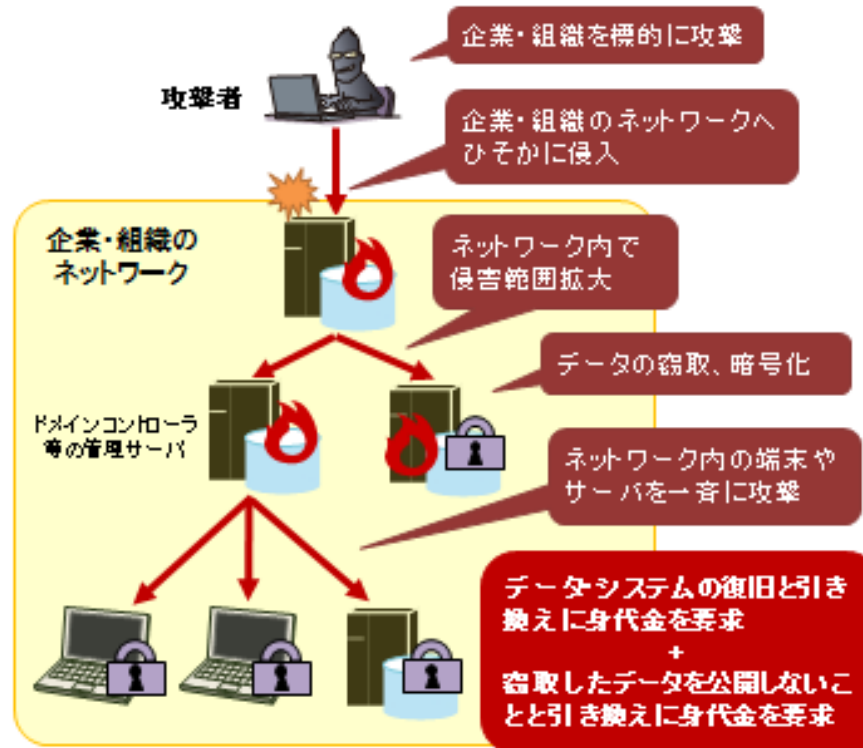 企業・組織を標的に攻撃
攻撃者
企業・組織のネットワークへ
ひそかに侵入
企業・組織の
ネットワーク
ネットワーク内で
侵害範囲拡大
データの窃取、暗号化
ドメインコントローラ
等の管理サーバ
ネットワーク内の端末や
サーバを一斉に攻撃
データ・システムの復旧と引き
換えに身代金を要求
+
窃取したデータを公開しないこ
とと引き換えに身代金を要求